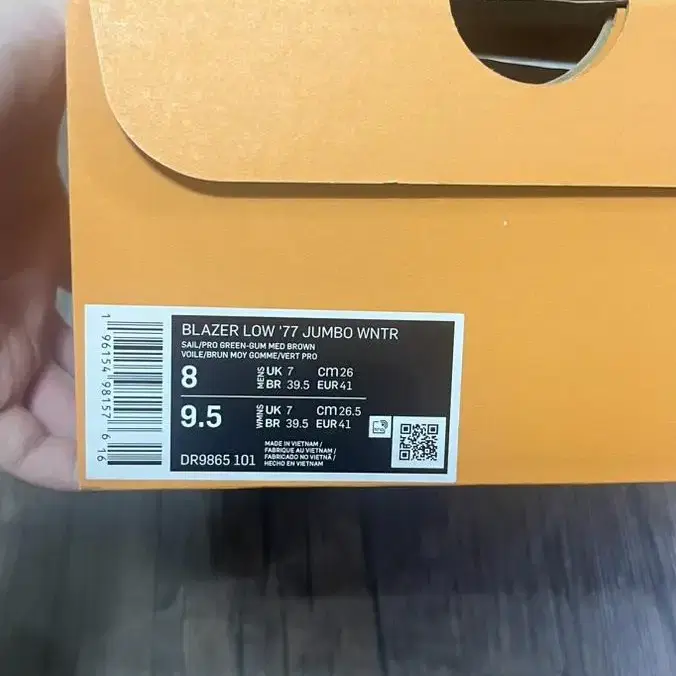 BLAZER LOW '77 JUMBO WNTR
SAIL/PRO GREEN-GUM MED BROWN
VOILE/BRUN MOY GOMME/VERT PRO
8 MENS UK 7 CM 26
BR 39.5 EUR 41
9.5 WMNS UK 7 CM 26.5
BR 39.5 EUR 41
MADE IN VIETNAM /
FABRIQUE AU VIETNAM /
FABRICADO NO VIETNÃ /
HECHO EN VIETNAM
DR9865 101
1 96154 98157 6 16